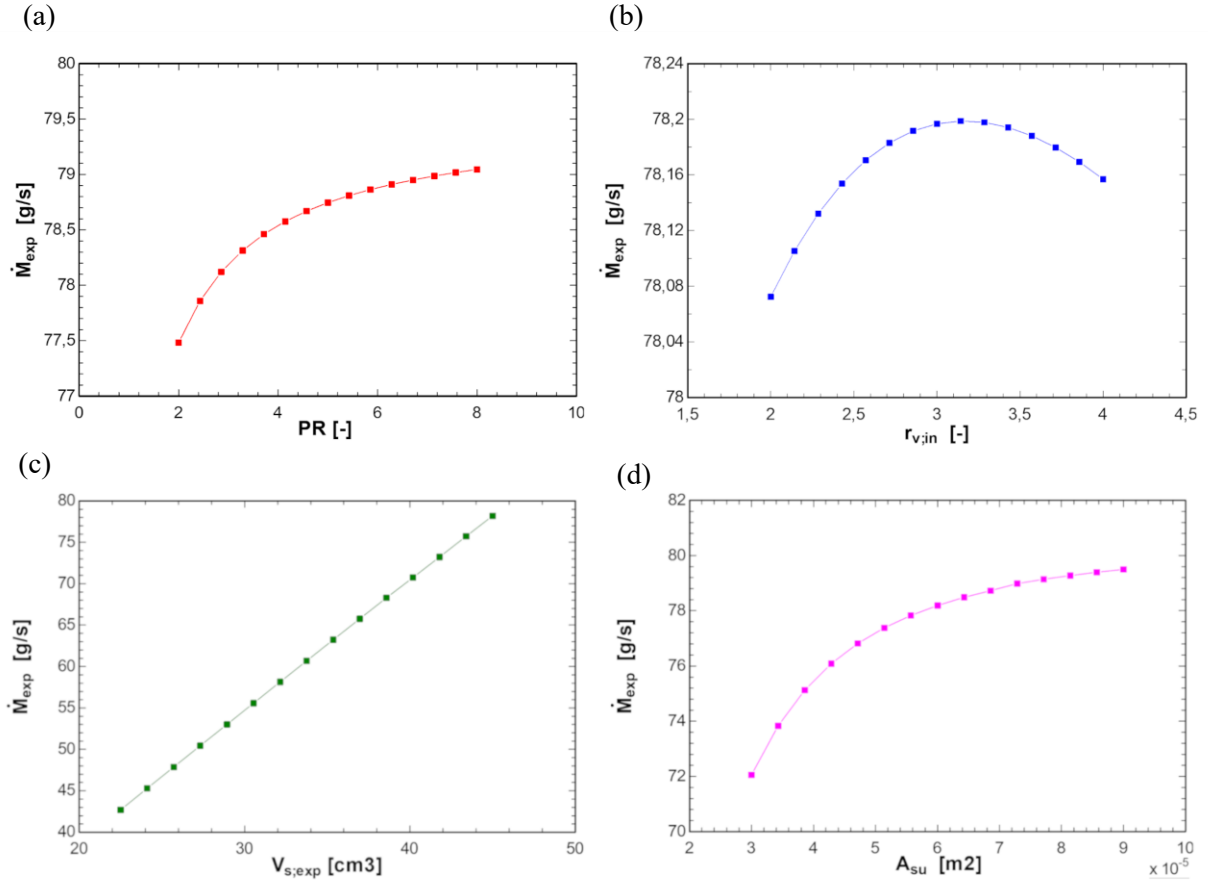 (a)
80
79,5
79
78,5
78
77,5
77
0 2 4 6 8 10
PR [-]
Ṁexp [g/s]
(b)
78,24
78,2
78,16
78,12
78,08
78,04
78
1,5 2 2,5 3 3,5 4 4,5
rv;in [-]
Ṁexp [g/s]
(c)
80
75
70
65
60
55
50
45
40
20 30 40 50
Vs;exp [cm3]
Ṁexp [g/s]
(d)
82
80
78
76
74
72
70
2 3 4 5 6 7 8 9 10
x 10-5
Asu [m2]
Ṁexp [g/s]